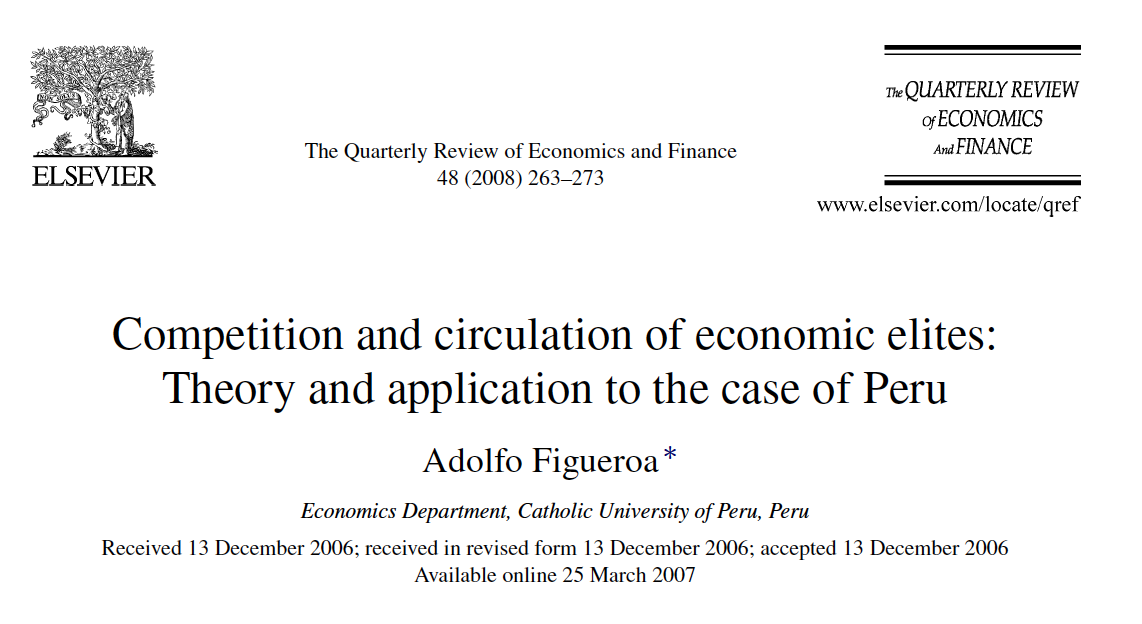 ELSEVIER
The Quarterly Review of Economics and Finance
48 (2008) 263–273
The QUARTERLY REVIEW
Of ECONOMICS
And FINANCE
www.elsevier.com/locate/qref
Competition and circulation of economic elites:
Theory and application to the case of Peru
Adolfo Figueroa*
Economics Department, Catholic University of Peru, Peru
Received 13 December 2006; received in revised form 13 December 2006; accepted 13 December 2006
Available online 25 March 2007